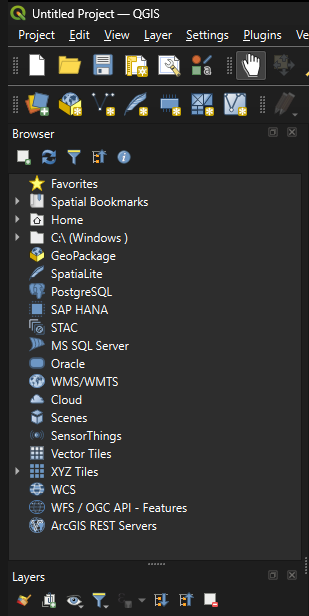 Untitled Project — QGIS
Project Edit View Layer Settings Plugins Ve
Browser
Favorites
Spatial Bookmarks
Home
C:\ (Windows )
GeoPackage
SpatiaLite
PostgreSQL
SAP HANA
STAC
MS SQL Server
Oracle
WMS/WMTS
Cloud
Scenes
SensorThings
Vector Tiles
XYZ Tiles
WCS
WFS / OGC API - Features
ArcGIS REST Servers
Layers